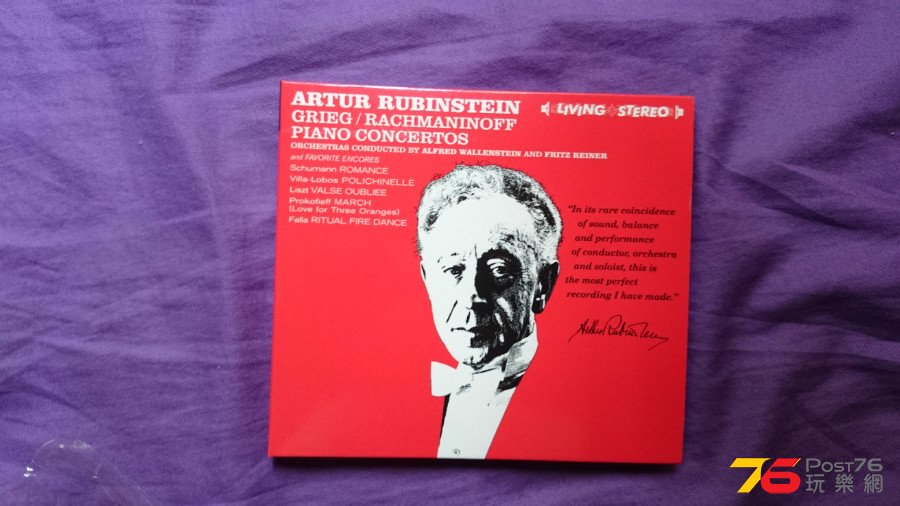 ARTUR RUBINSTEIN
GRIEG / RACHMANINOFF
PIANO CONCERTOS
ORCHESTRAS CONDUCTED BY ALFRED WALLENSTEIN AND FRITZ REINER
and FAVORITE ENCORES
Schumann ROMANCE
Villa-Lobos POLICHINELLE
Liszt VALSE OUBLIEE
Prokofieff MARCH
(Love for Three Oranges)
Falla RITUAL FIRE DANCE
LIVING STEREO
"In its rare coincidence
of sound, balance
and performance
of conductor, orchestra
and soloist, this is
the most perfect
recording I have made."
Arthur Rubinstein
76 POST76
玩樂網